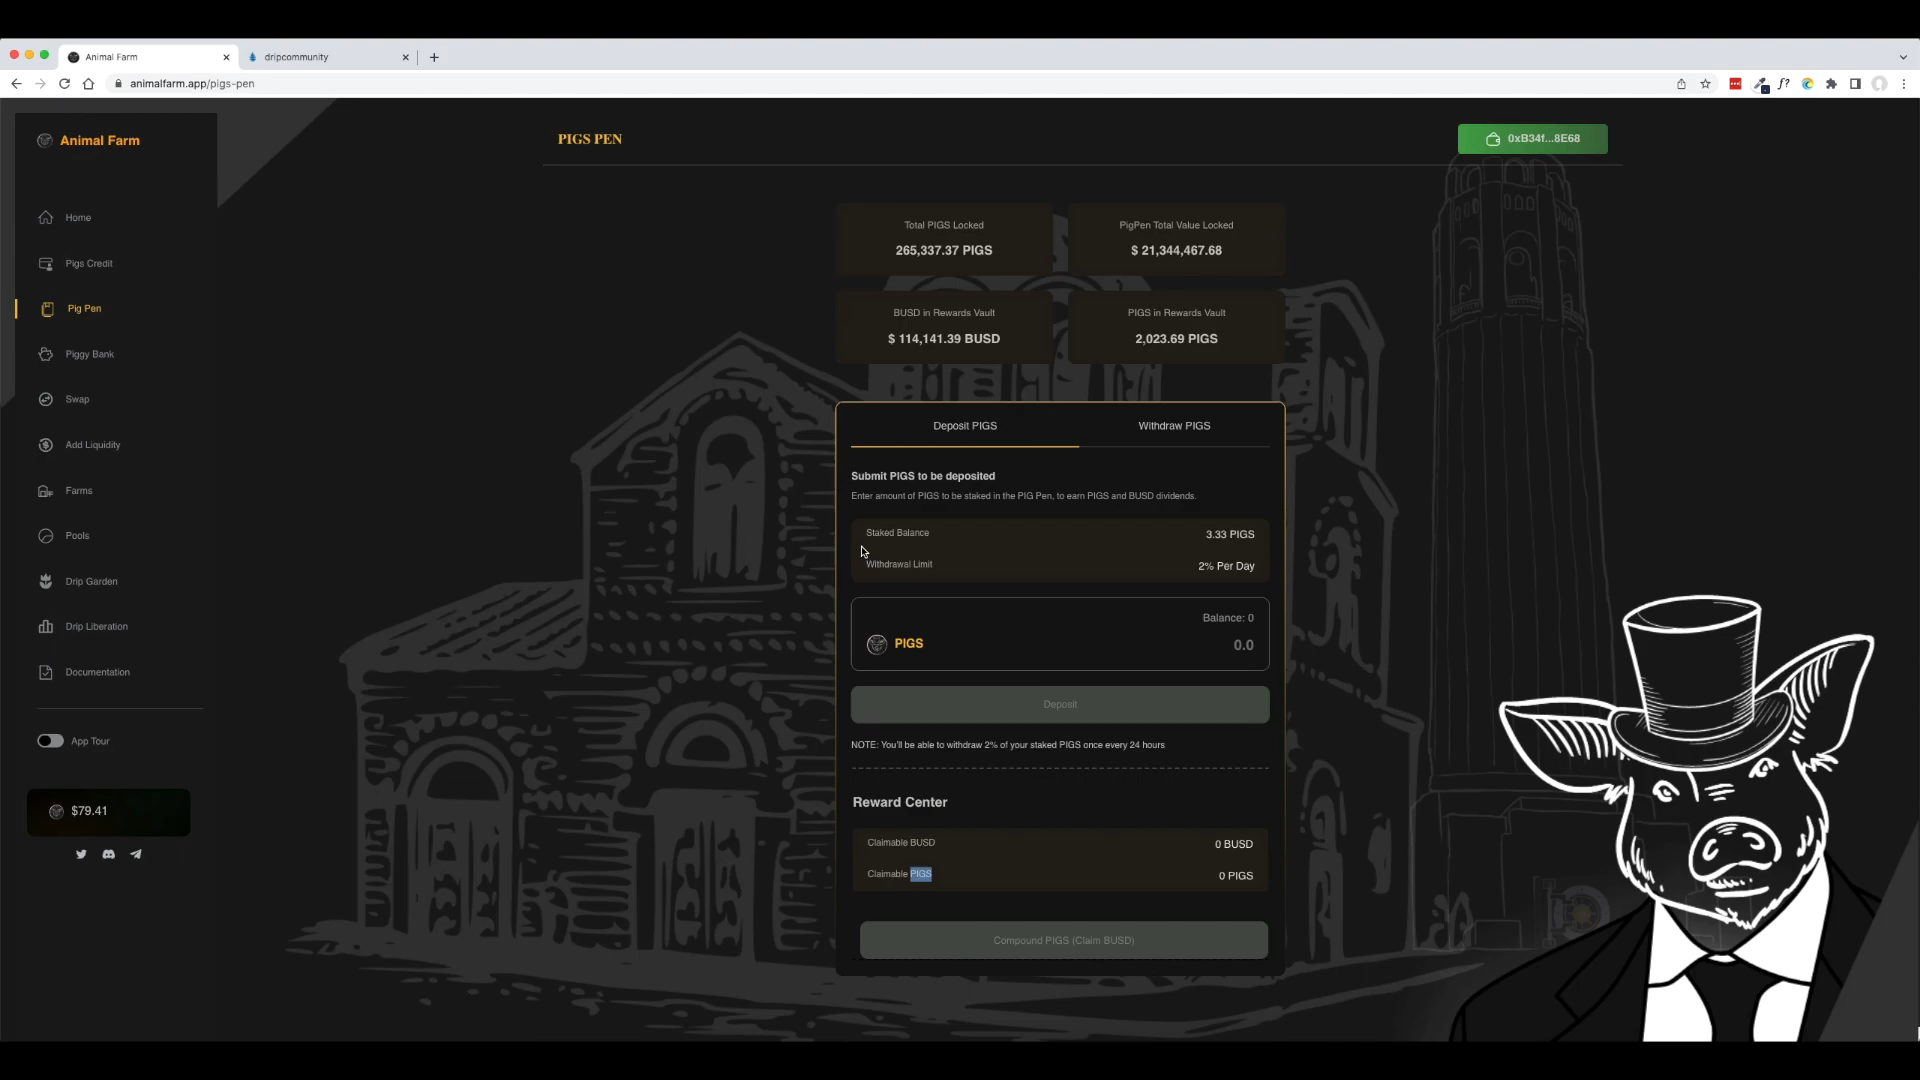 Animal Farm
dripcommunity
animalfarm.app/pigs-pen
Animal Farm
PIGS PEN
0xB34f...8E68
Home
Pigs Credit
Pig Pen
Piggy Bank
Swap
Add Liquidity
Farms
Pools
Drip Garden
Drip Liberation
Documentation
App Tour
$79.41
Total PIGS Locked
265,337.37 PIGS
PigPen Total Value Locked
$ 21,344,467.68
BUSD in Rewards Vault
$ 114,141.39 BUSD
PIGS in Rewards Vault
2,023.69 PIGS
Deposit PIGS
Withdraw PIGS
Submit PIGS to be deposited
Enter amount of PIGS to be staked in the PIG Pen, to earn PIGS and BUSD dividends.
Staked Balance
3.33 PIGS
Withdrawal Limit
2% Per Day
Balance: 0
PIGS
0.0
Deposit
NOTE: You'll be able to withdraw 2% of your staked PIGS once every 24 hours
Reward Center
Claimable BUSD
0 BUSD
Claimable PIGS
0 PIGS
Compound PIGS (Claim BUSD)